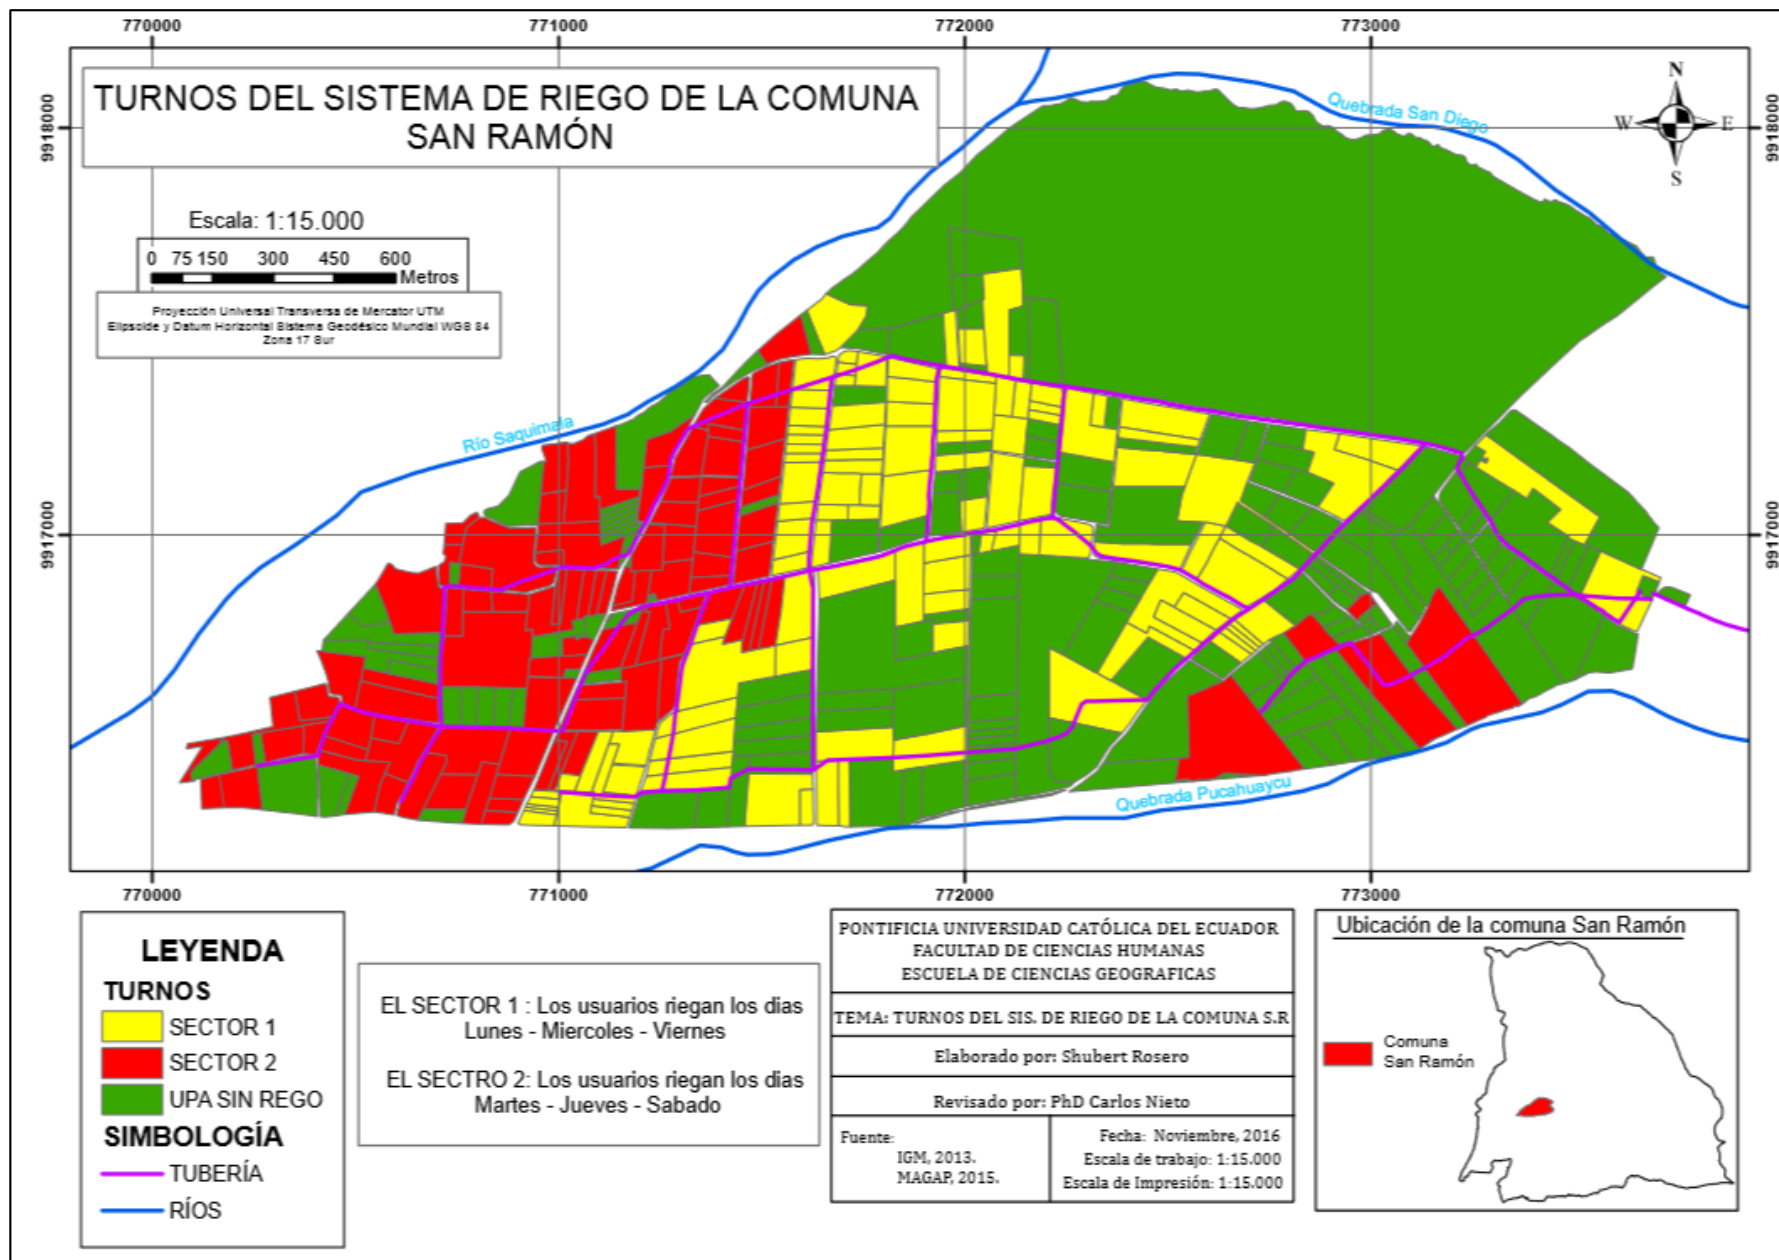 770000
771000
772000
773000
9918000
9918000
TURNOS DEL SISTEMA DE RIEGO DE LA COMUNA
SAN RAMÓN
Quebrada San Diego
N
W
E
S
Escala: 1:15.000
0 75 150 300 450 600
Metros
Proyección Universal Transversa de Mercator UTM
Elipsoide y Datum Horizontal Sistema Geodésico Mundial WGS 84
Zona 17 Sur
Río Saquimala
9917000
9917000
Quebrada Pucahuaycu
770000
771000
772000
773000
LEYENDA
TURNOS
SECTOR 1
SECTOR 2
UPA SIN REGO
SIMBOLOGÍA
TUBERÍA
RÍOS
EL SECTOR 1 : Los usuarios riegan los dias
Lunes - Miercoles - Viernes
EL SECTRO 2: Los usuarios riegan los dias
Martes - Jueves - Sabado
PONTIFICIA UNIVERSIDAD CATÓLICA DEL ECUADOR
FACULTAD DE CIENCIAS HUMANAS
ESCUELA DE CIENCIAS GEOGRAFICAS
TEMA: TURNOS DEL SIS. DE RIEGO DE LA COMUNA S.R
Elaborado por: Shubert Rosero
Revisado por: PhD Carlos Nieto
Fuente:
IGM, 2013.
MAGAP, 2015.
Fecha: Noviembre, 2016
Escala de trabajo: 1:15.000
Escala de Impresión: 1:15.000
Ubicación de la comuna San Ramón
Comuna
San Ramón